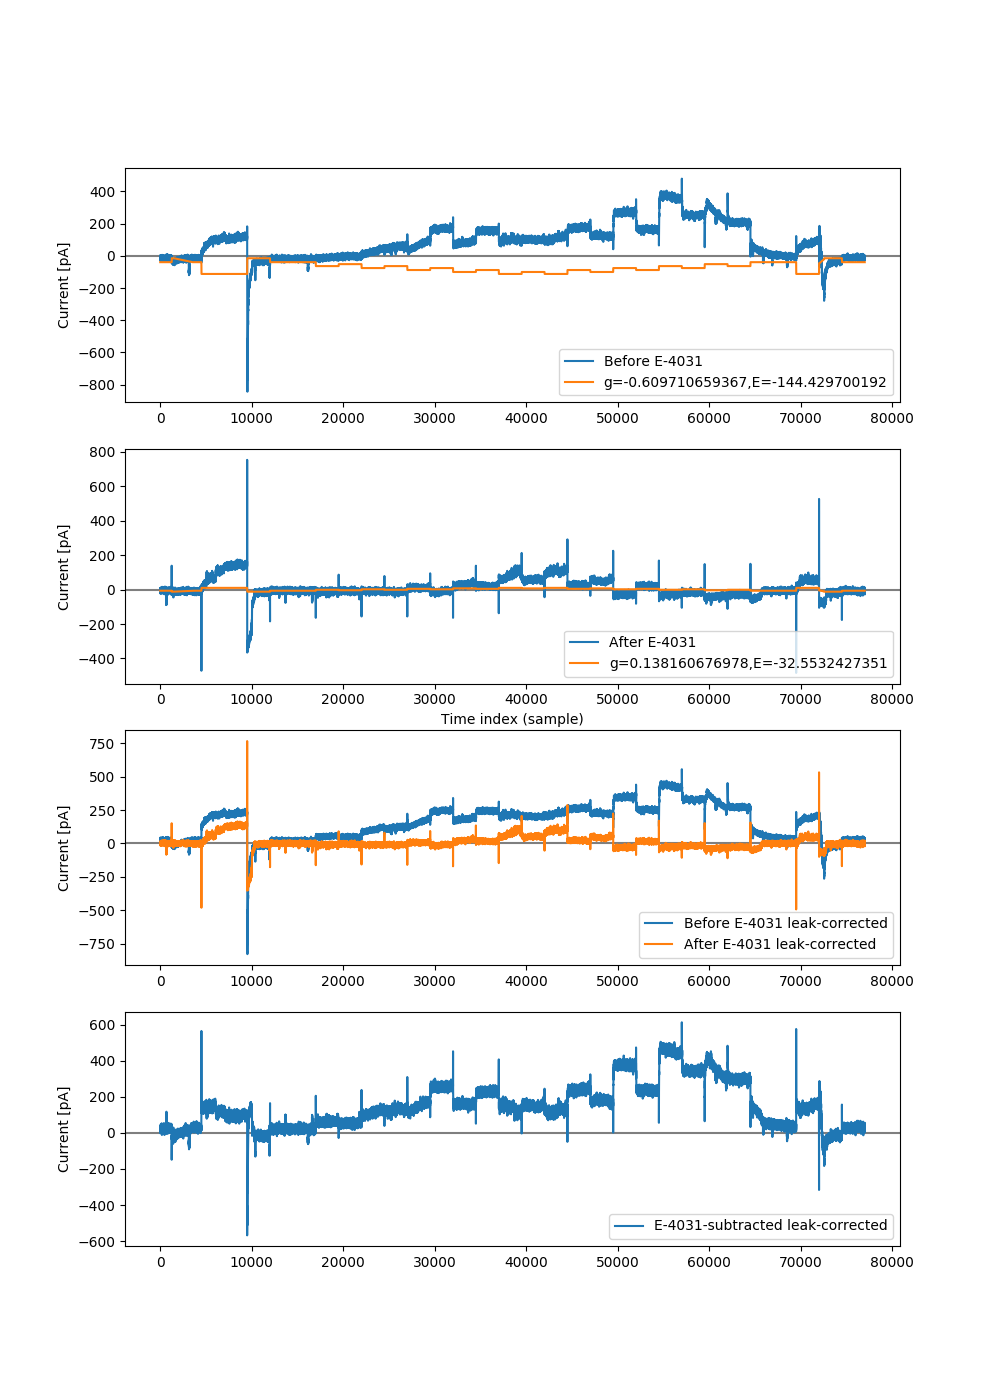 400
200
0
−200
−400
−600
−800
Current [pA]
Before E-4031
g=-0.609710659367,E=-144.429700192
0 10000 20000 30000 40000 50000 60000 70000 80000
800
600
400
200
0
−200
−400
Current [pA]
After E-4031
g=0.138160676978,E=-32.5532427351
0 10000 20000 30000 40000 50000 60000 70000 80000
Time index (sample)
750
500
250
0
−250
−500
−750
Current [pA]
Before E-4031 leak-corrected
After E-4031 leak-corrected
0 10000 20000 30000 40000 50000 60000 70000 80000
600
400
200
0
−200
−400
−600
Current [pA]
E-4031-subtracted leak-corrected
0 10000 20000 30000 40000 50000 60000 70000 80000